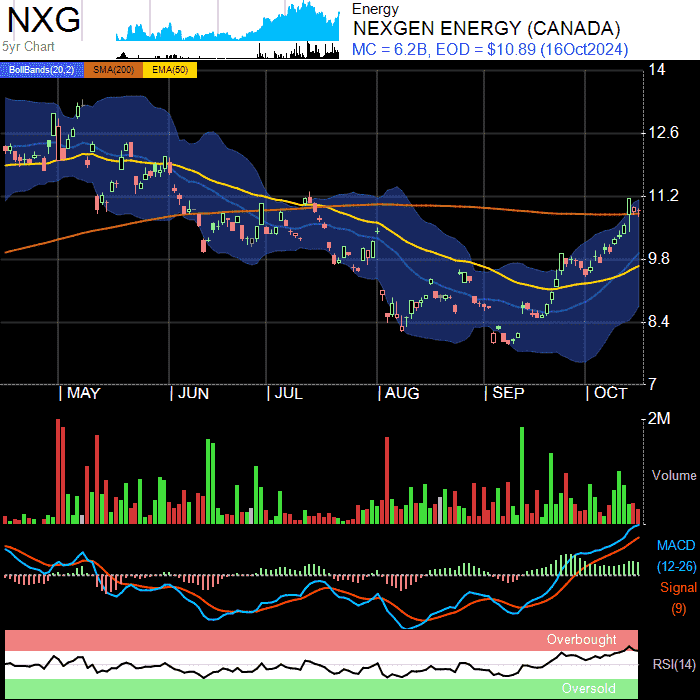 NXG
5yr Chart
Energy
NEXGEN ENERGY (CANADA)
MC = 6.2B, EOD = $10.89 (16Oct2024)
BollBands(20,2) SMA(200) EMA(50)
14
12.6
11.2
9.8
8.4
7
| MAY | JUN | JUL | AUG | SEP | OCT
2M
Volume
MACD
(12-26)
Signal
(9)
Overbought
RSI(14)
Oversold